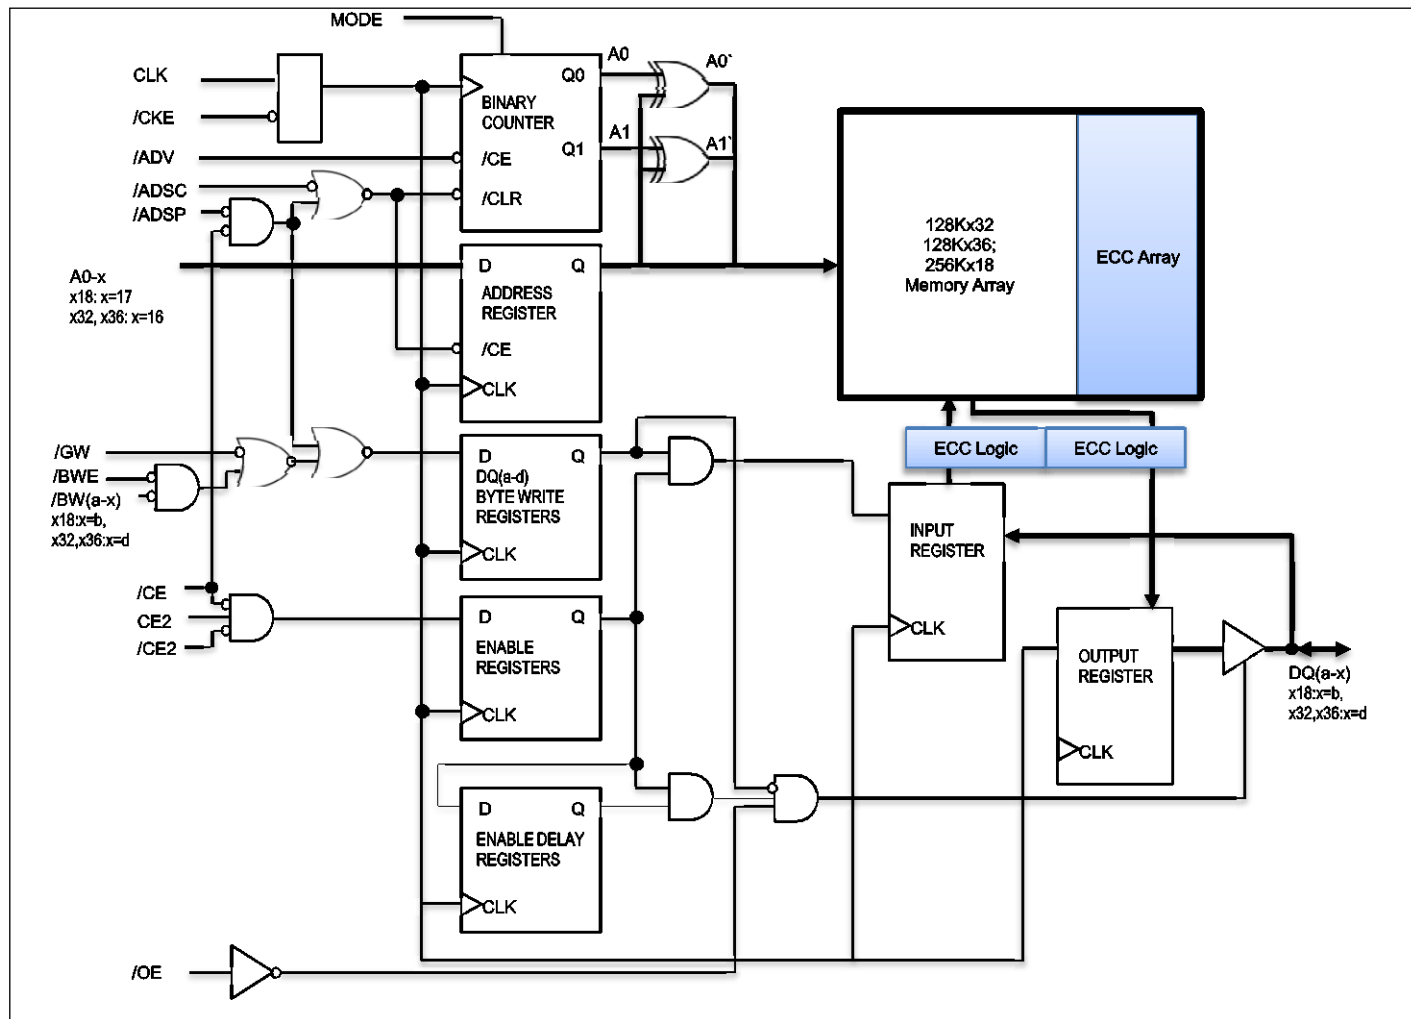 MODE
CLK
/CKE
/ADV
/ADSC
/ADSP
A0-x
x18: x=17
x32, x36: x=16
/GW
/BWE
/BW(a-x)
x18:x=b,
x32,x36:x=d
/CE
CE2
/CE2
/OE
Q0
BINARY
COUNTER
Q1
/CE
/CLR
A0
A0`
A1
A1`
D Q
ADDRESS
REGISTER
/CE
CLK
D Q
DQ(a-d)
BYTE WRITE
REGISTERS
CLK
D Q
ENABLE
REGISTERS
CLK
D Q
ENABLE DELAY
REGISTERS
CLK
128Kx32
128Kx36;
256Kx18
Memory Array
ECC Array
ECC Logic
ECC Logic
INPUT
REGISTER
CLK
OUTPUT
REGISTER
CLK
DQ(a-x)
x18:x=b,
x32,x36:x=d